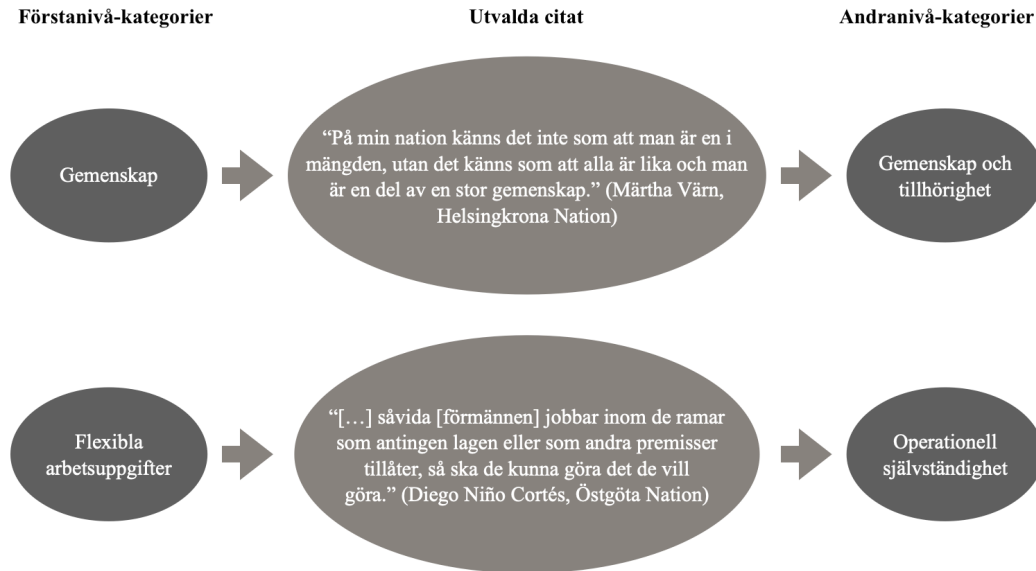 Förstanivå-kategorier
Utvalda citat
Andranivå-kategorier
Gemenskap
“På min nation känns det inte som att man är en i
mängden, utan det känns som att alla är lika och man
är en del av en stor gemenskap.” (Märtha Värn,
Helsingkrona Nation)
Gemenskap och
tillhörighet
Flexibla
arbetsuppgifter
“[…] såvida [förmännen] jobbar inom de ramar
som antingen lagen eller som andra premisser
tillåter, så ska de kunna göra det de vill
göra.” (Diego Niño Cortés, Östgöta Nation)
Operationell
självständighet